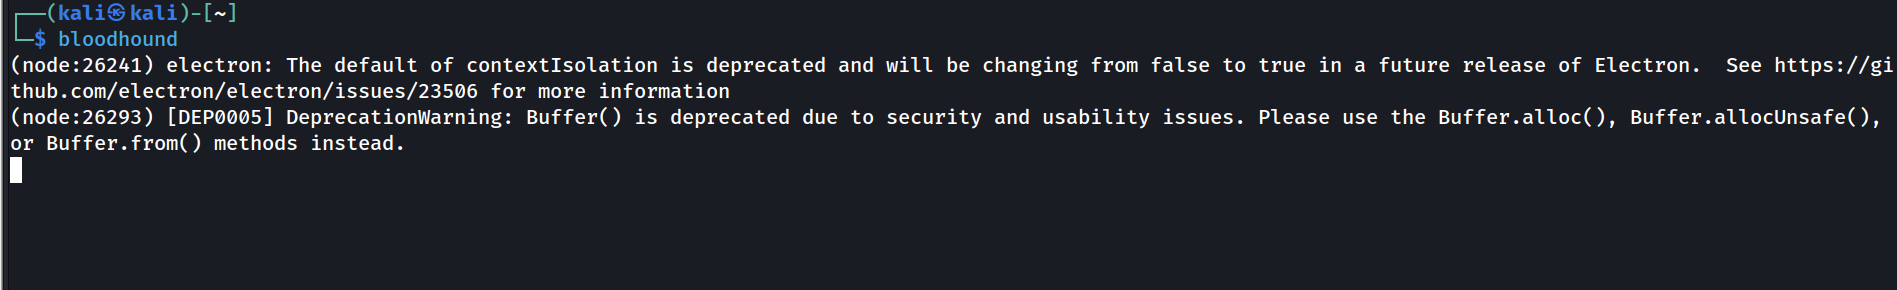 ┌──(kali㉿kali)-[~]
└─$ bloodhound
(node:26241) electron: The default of contextIsolation is deprecated and will be changing from false to true in a future release of Electron.  See https://gi
thub.com/electron/electron/issues/23506 for more information
(node:26293) [DEP0005] DeprecationWarning: Buffer() is deprecated due to security and usability issues. Please use the Buffer.alloc(), Buffer.allocUnsafe(),
or Buffer.from() methods instead.